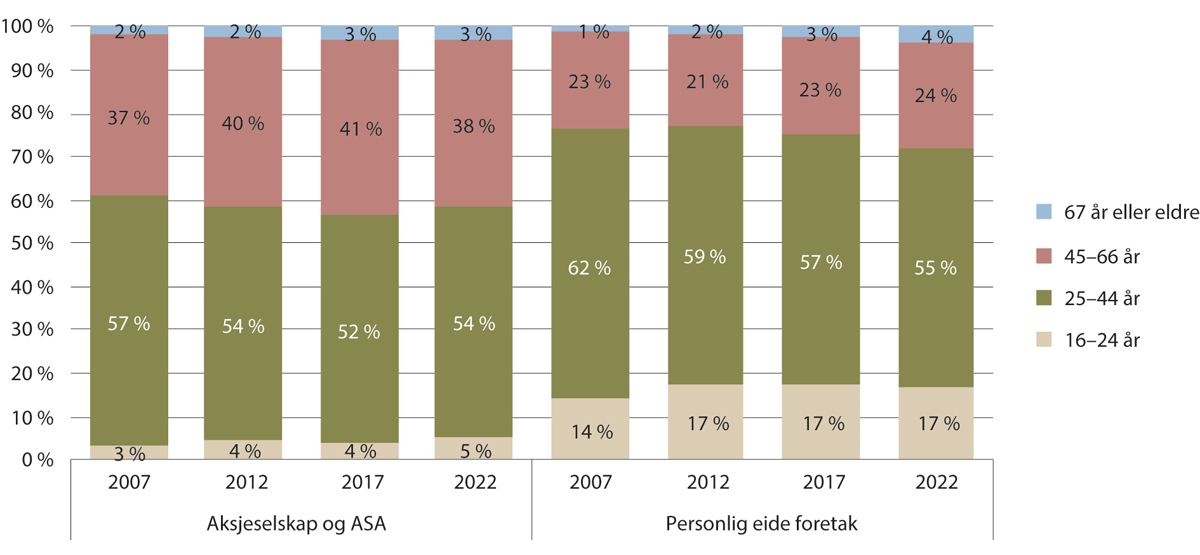 100 %
90 %
80 %
70 %
60 %
50 %
40 %
30 %
20 %
10 %
0 %
2 % 2 % 3 % 3 % 1 % 2 % 3 % 4 %
37 % 40 % 41 % 38 % 23 % 21 % 23 % 24 %
57 % 54 % 52 % 54 % 62 % 59 % 57 % 55 %
3 % 4 % 4 % 5 % 14 % 17 % 17 % 17 %
2007 2012 2017 2022 2007 2012 2017 2022
Aksjeselskap og ASA Personlig eide foretak
67 år eller eldre
45–66 år
25–44 år
16–24 år